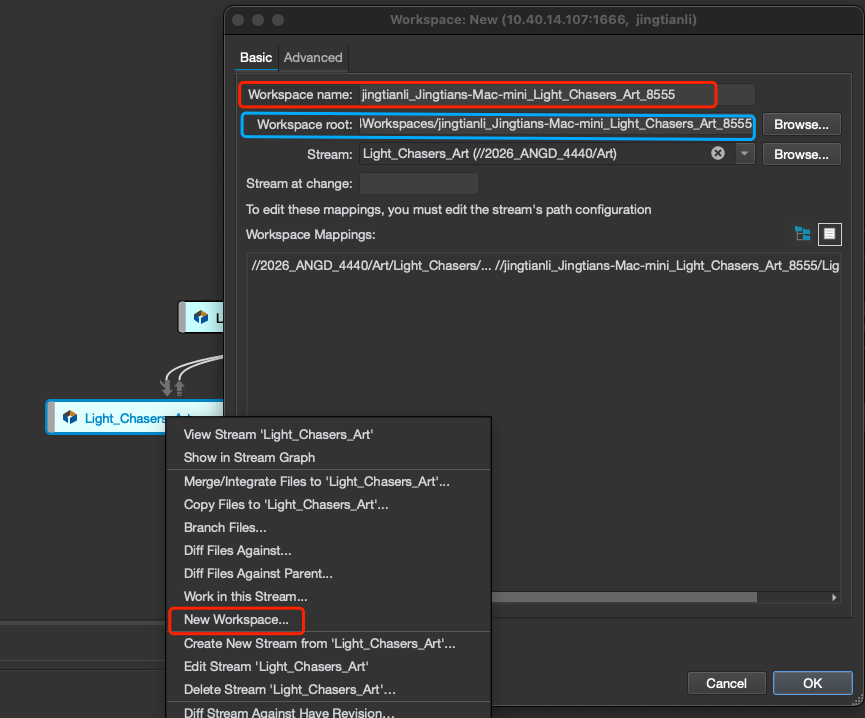 Workspace: New (10.40.14.107:1666, jingtianli)
Basic Advanced
Workspace name: jingtianli_Jingtians-Mac-mini_Light_Chasers_Art_8555
Workspace root: Workspaces/jingtianli_Jingtians-Mac-mini_Light_Chasers_Art_8555 Browse...
Stream: Light_Chasers_Art (//2026_ANGD_4440/Art) Browse...
Stream at change:
To edit these mappings, you must edit the stream's path configuration
Workspace Mappings:
//2026_ANGD_4440/Art/Light_Chasers/... //jingtianli_Jingtians-Mac-mini_Light_Chasers_Art_8555/Lig
L
Light_Chasers_Art
View Stream 'Light_Chasers_Art'
Show in Stream Graph
Merge/Integrate Files to 'Light_Chasers_Art'...
Copy Files to 'Light_Chasers_Art'...
Branch Files...
Diff Files Against...
Diff Files Against Parent...
Work in this Stream...
New Workspace...
Create New Stream from 'Light_Chasers_Art'...
Edit Stream 'Light_Chasers_Art'
Delete Stream 'Light_Chasers_Art'...
Diff Stream Against Have Revision...
Cancel OK